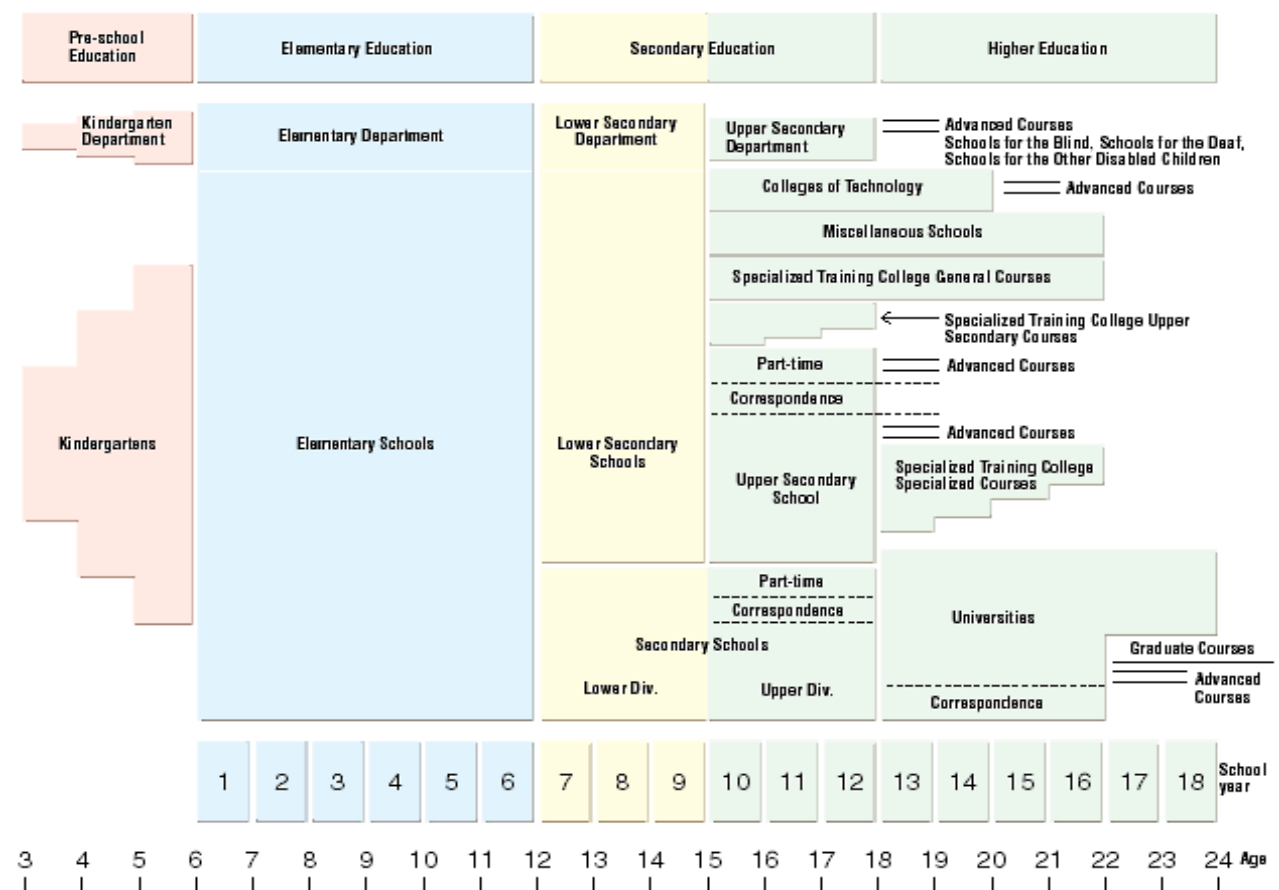 Pre-school
Education
Elementary Education
Secondary Education
Higher Education
Kindergarten
Department
Elementary Department
Lower Secondary
Department
Upper Secondary
Department
Advanced Courses
Schools for the Blind, Schools for the Deaf,
Schools for the Other Disabled Children
Colleges of Technology
Advanced Courses
Miscellaneous Schools
Specialized Training College General Courses
Specialized Training College Upper
Secondary Courses
Part-time
Advanced Courses
Correspondence
Advanced Courses
Kindergartens
Elementary Schools
Lower Secondary
Schools
Upper Secondary
School
Specialized Training College
Specialized Courses
Part-time
Correspondence
Universities
Secondary Schools
Graduate Courses
Lower Div.
Upper Div.
Advanced
Courses
Correspondence
1 2 3 4 5 6 7 8 9 10 11 12 13 14 15 16 17 18 School
year
3 4 5 6 7 8 9 10 11 12 13 14 15 16 17 18 19 20 21 22 23 24 Age